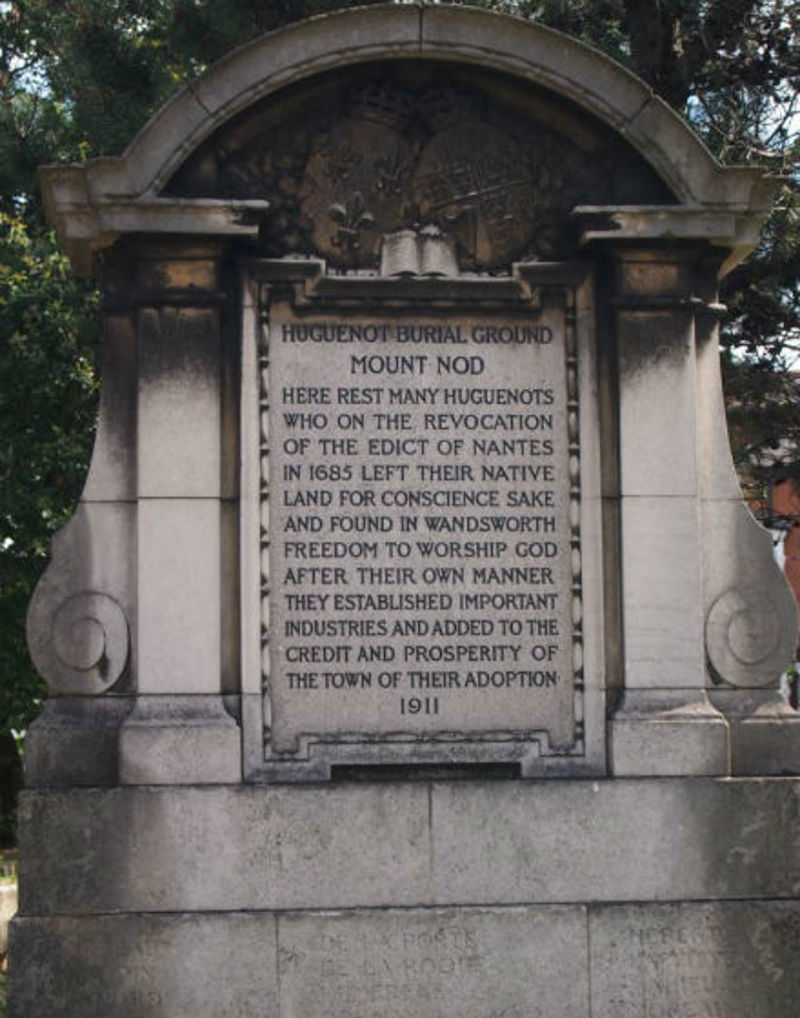 HUGUENOT BURIAL GROUND
MOUNT NOD
HERE REST MANY HUGUENOTS
WHO ON THE REVOCATION
OF THE EDICT OF NANTES
IN 1685 LEFT THEIR NATIVE
LAND FOR CONSCIENCE SAKE
AND FOUND IN WANDSWORTH
FREEDOM TO WORSHIP GOD
AFTER THEIR OWN MANNER
THEY ESTABLISHED IMPORTANT
INDUSTRIES AND ADDED TO THE
CREDIT AND PROSPERITY OF
THE TOWN OF THEIR ADOPTION
1911
DE LA PORTE